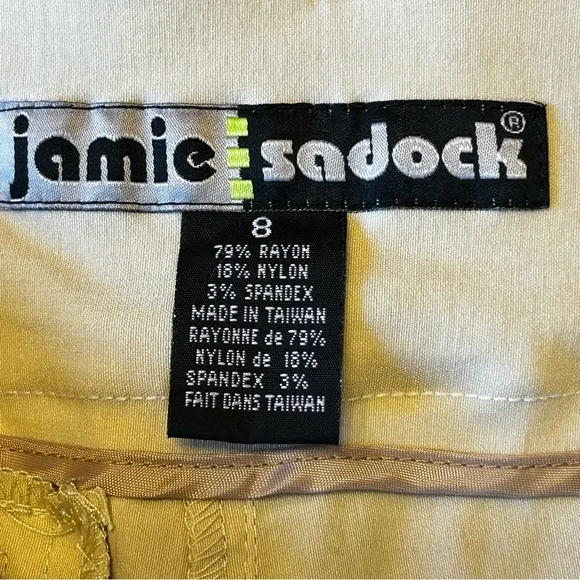 jamie sadock®
8
79% RAYON
18% NYLON
3% SPANDEX
MADE IN TAIWAN
RAYONNE de 79%
NYLON de 18%
SPANDEX 3%
FAIT DANS TAIWAN